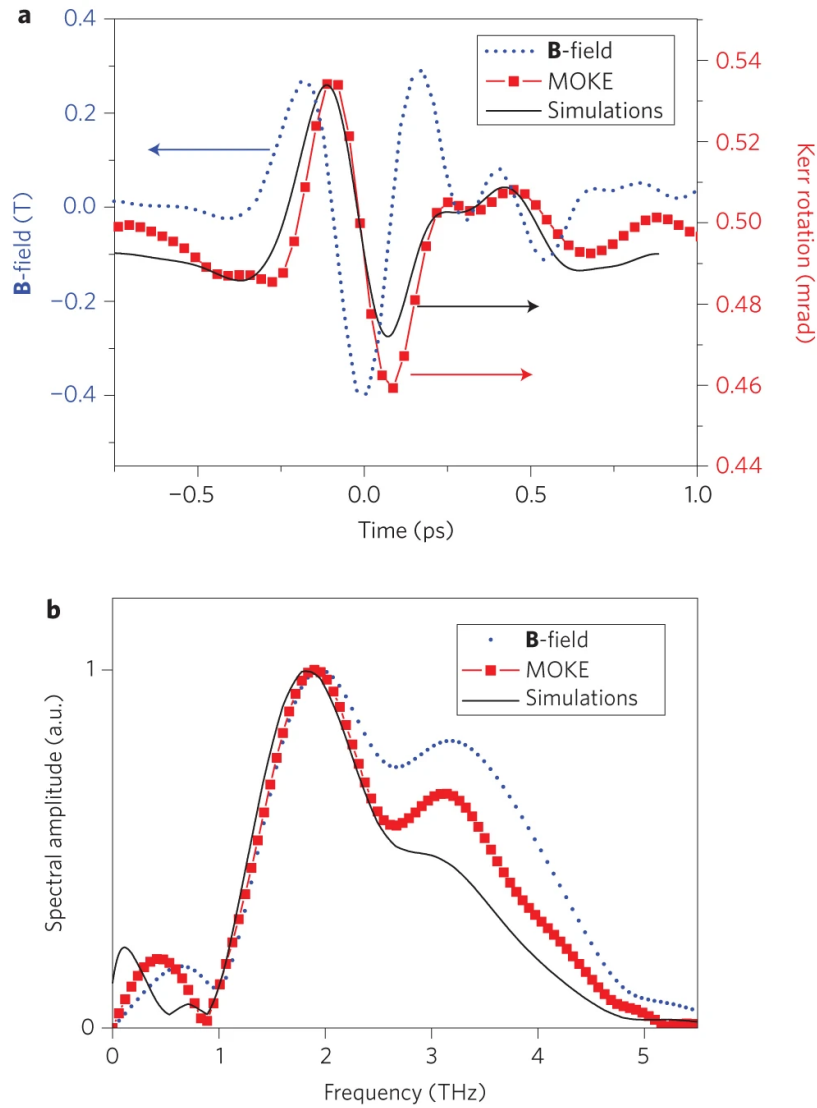 a
0.4
0.2
0.0
−0.2
−0.4
B-field (T)
B-field
MOKE
Simulations
0.54
0.52
0.50
0.48
0.46
0.44
Kerr rotation (mrad)
−0.5
0.0
0.5
1.0
Time (ps)
b
B-field
MOKE
Simulations
1
0
Spectral amplitude (a.u.)
0
1
2
3
4
5
Frequency (THz)